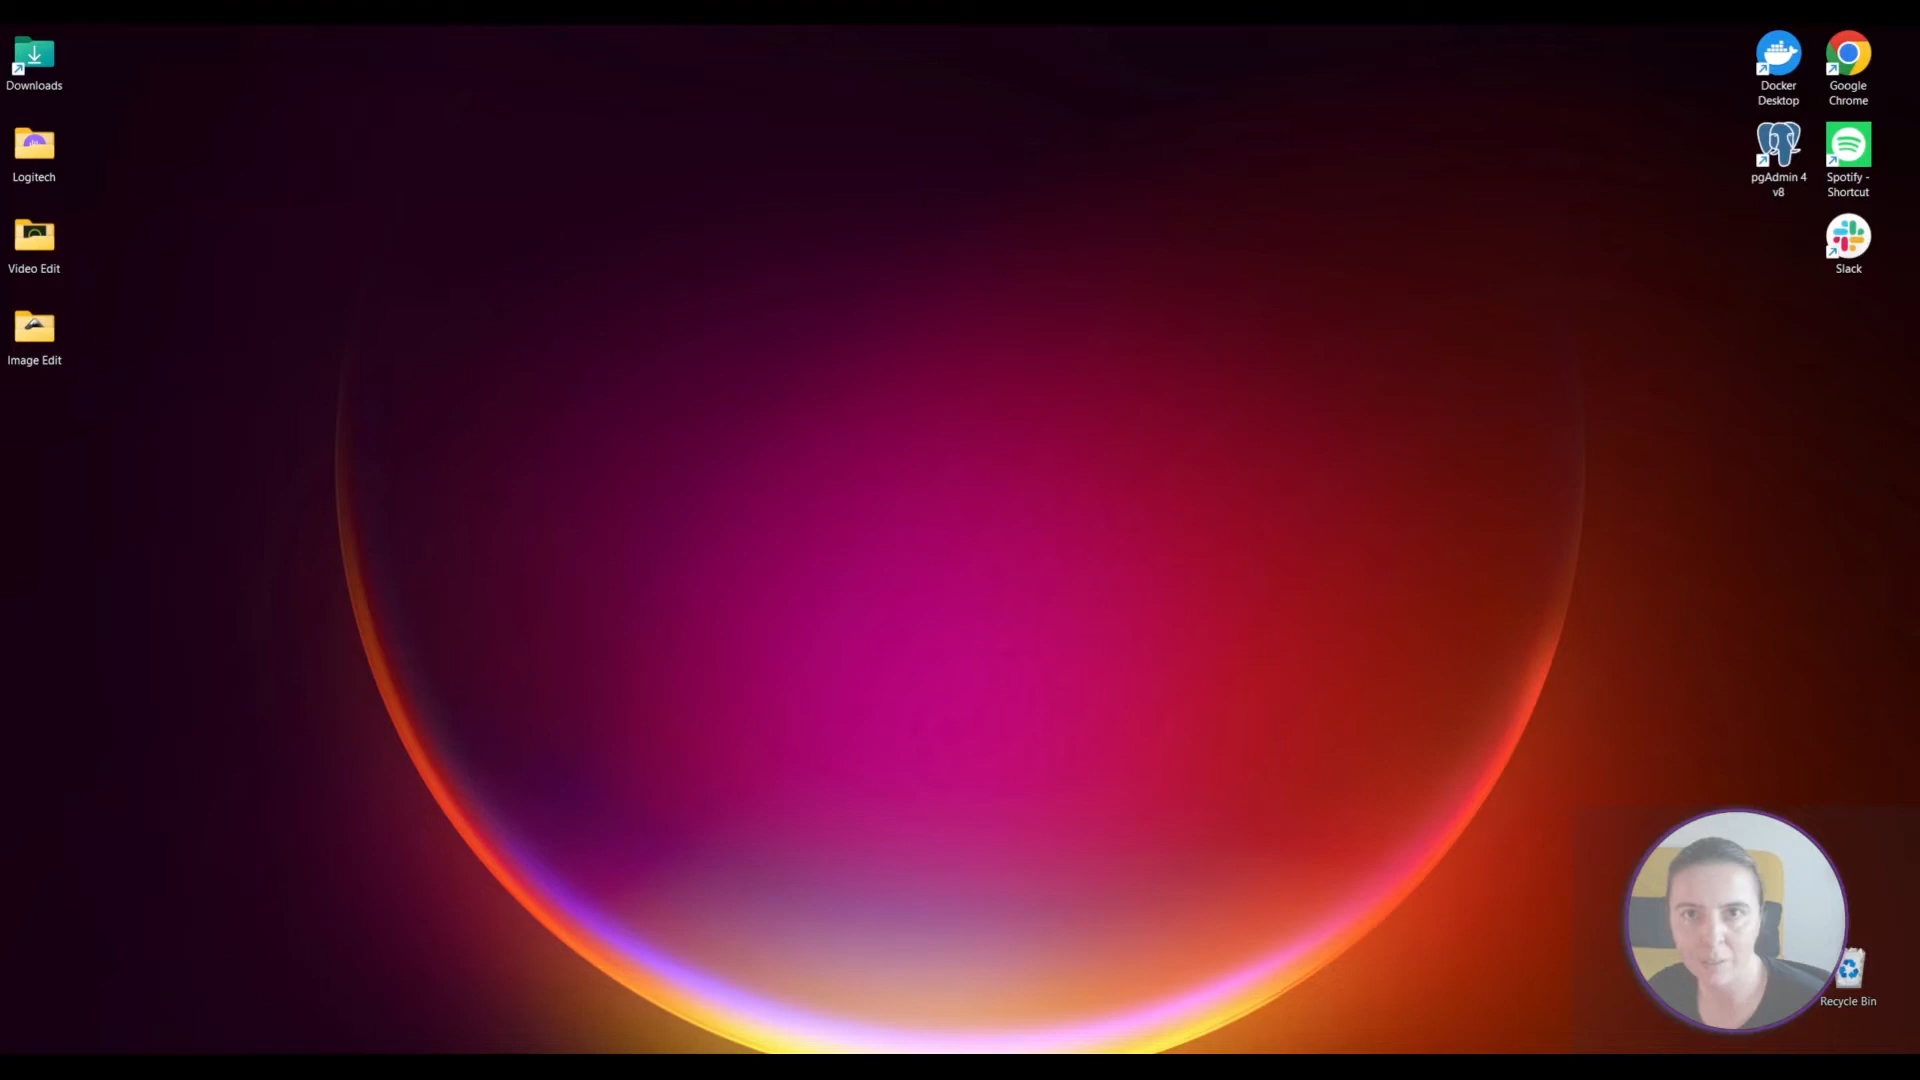 Downloads
Logitech
Video Edit
Image Edit
Docker
Desktop
Google
Chrome
pgAdmin 4
v8
Spotify -
Shortcut
Slack
Recycle Bin